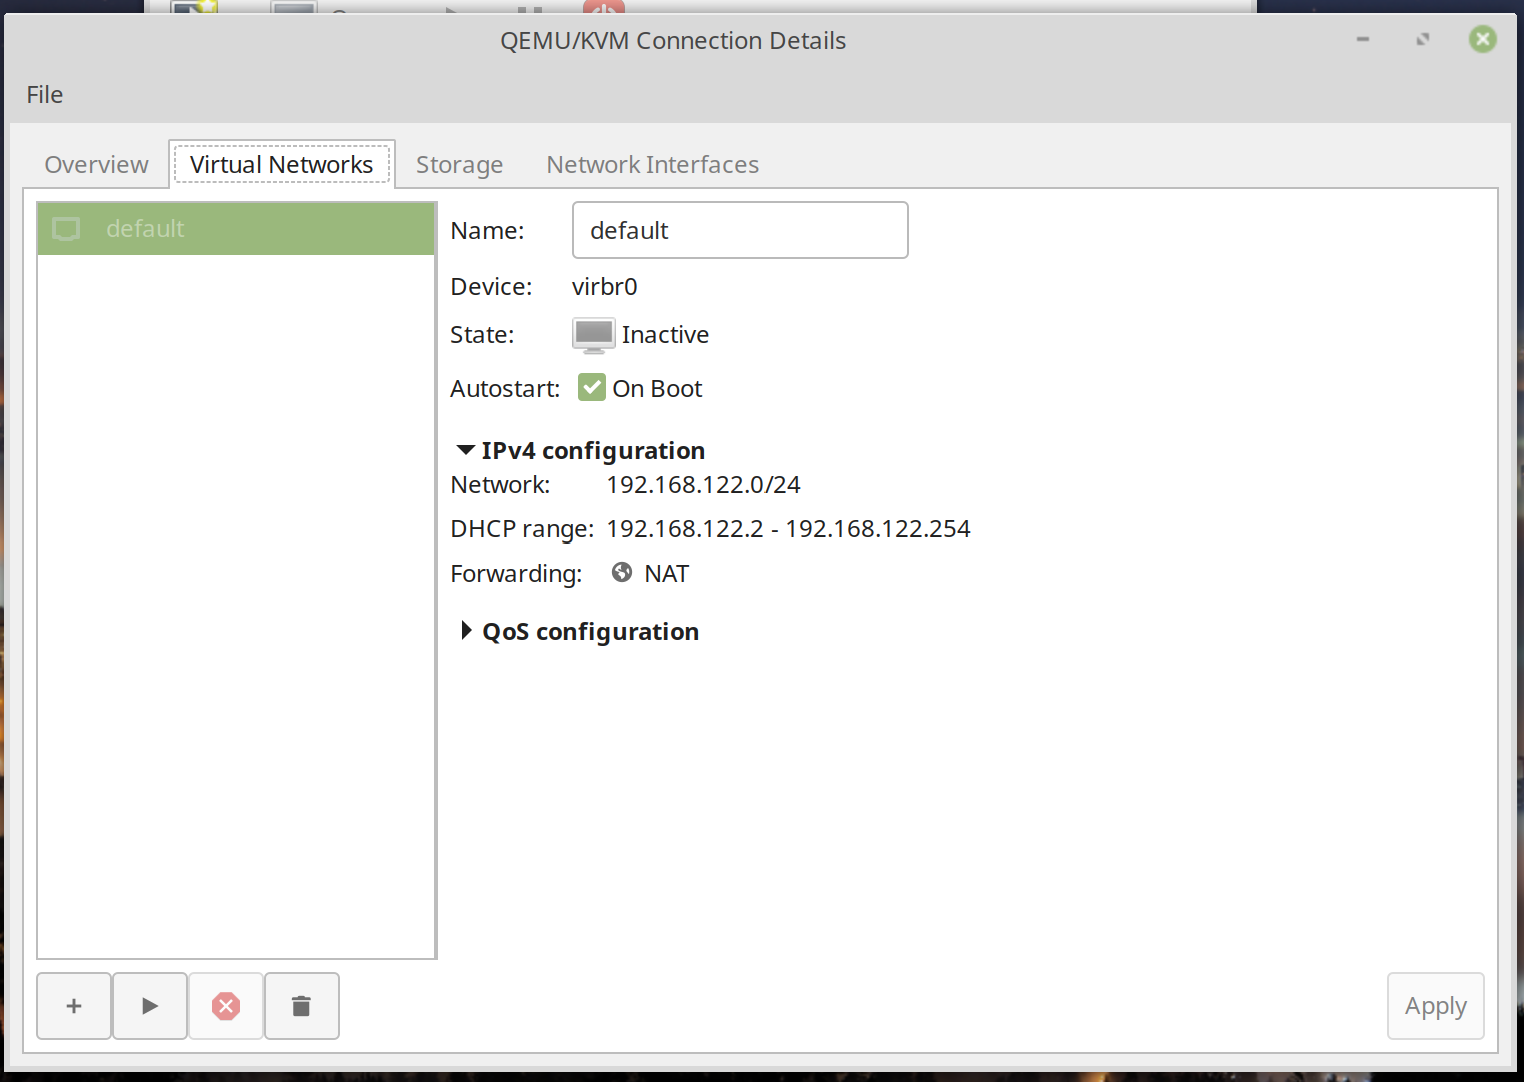 QEMU/KVM Connection Details
File
Overview Virtual Networks Storage Network Interfaces
default
Name: default
Device: virbr0
State: Inactive
Autostart: On Boot
IPv4 configuration
Network: 192.168.122.0/24
DHCP range: 192.168.122.2 - 192.168.122.254
Forwarding: NAT
QoS configuration
Apply